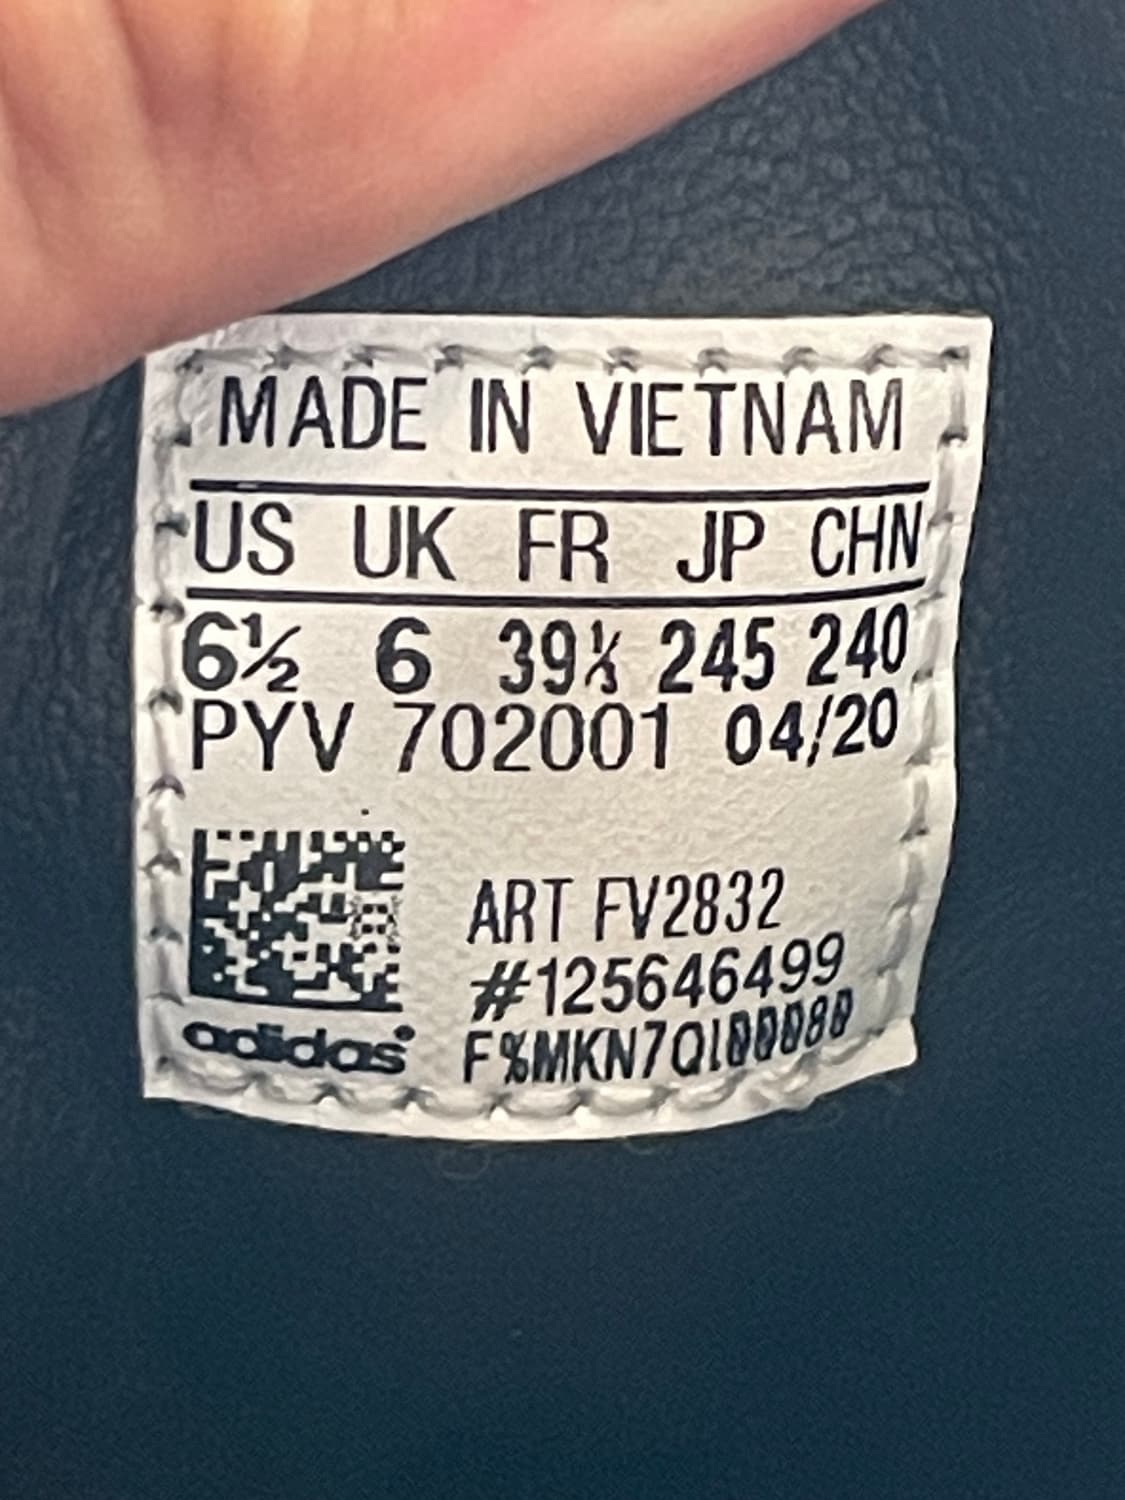 MADE IN VIETNAM
US UK FR JP CHN
6½ 6 39⅓ 245 240
PYV 702001 04/20
ART FV2832
#125646499
adidas
F%MKN7QI00080